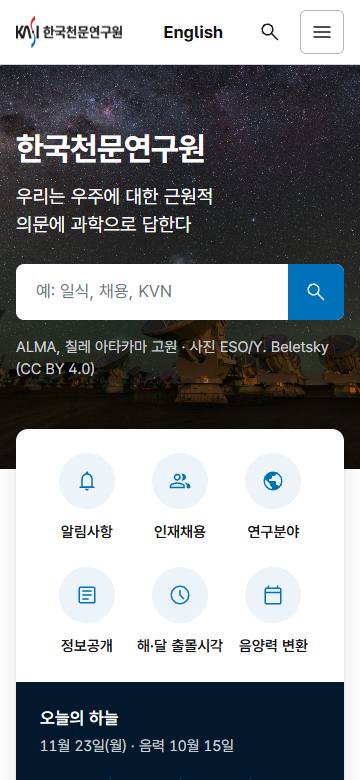 KASI 한국천문연구원
English
한국천문연구원
우리는 우주에 대한 근원적
의문에 과학으로 답한다
예: 일식, 채용, KVN
ALMA, 칠레 아타카마 고원 · 사진 ESO/Y. Beletsky
(CC BY 4.0)
알림사항
인재채용
연구분야
정보공개
해·달 출몰시각
음양력 변환
오늘의 하늘
11월 23일(월) · 음력 10월 15일